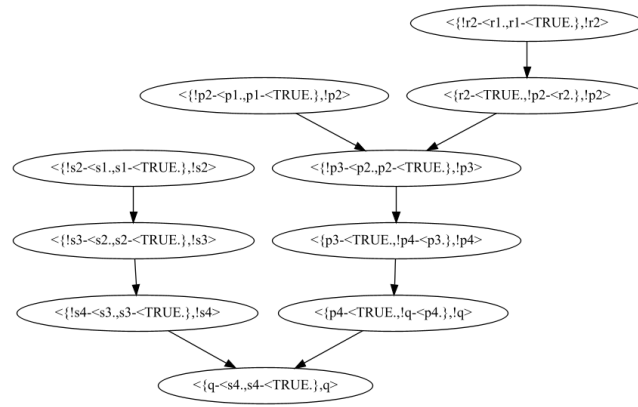 <{!r2-<r1.,r1-<TRUE.},!r2>
<{!p2-<p1.,p1-<TRUE.},!p2>
<{r2-<TRUE.,!p2-<r2.},!p2>
<{!s2-<s1.,s1-<TRUE.},!s2>
<{!p3-<p2.,p2-<TRUE.},!p3>
<{!s3-<s2.,s2-<TRUE.},!s3>
<{p3-<TRUE.,!p4-<p3.},!p4>
<{!s4-<s3.,s3-<TRUE.},!s4>
<{p4-<TRUE.,!q-<p4.},!q>
<{q-<s4.,s4-<TRUE.},q>